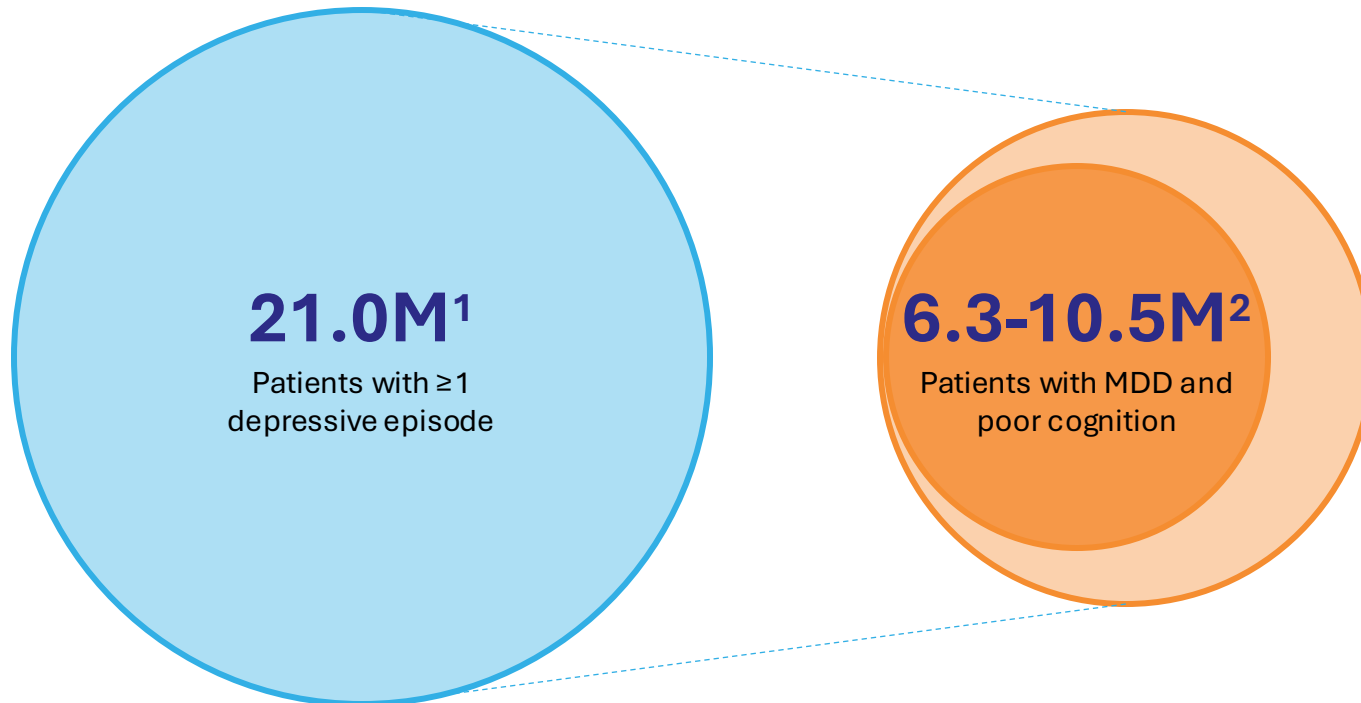 21.0M¹
Patients with ≥1
depressive episode
6.3-10.5M²
Patients with MDD and
poor cognition